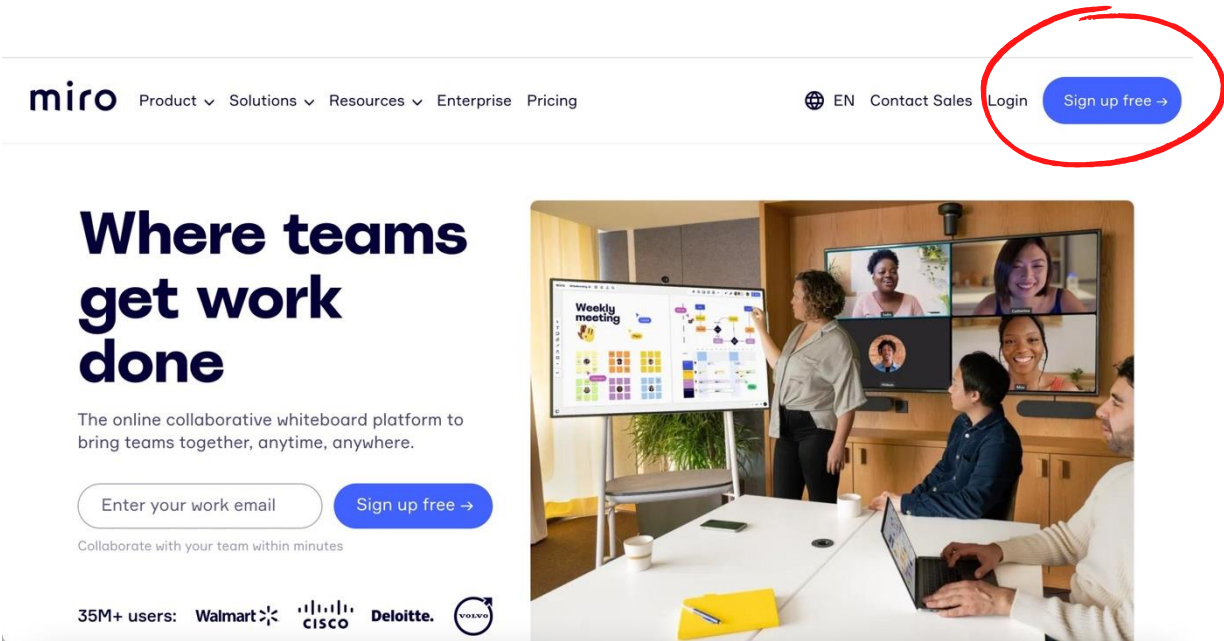 miro Product Solutions Resources Enterprise Pricing EN Contact Sales Login Sign up free →
Where teams
get work
done
The online collaborative whiteboard platform to
bring teams together, anytime, anywhere.
Enter your work email Sign up free →
Collaborate with your team within minutes
35M+ users: Walmart CISCO Deloitte. VOLVO
Weekly
meeting